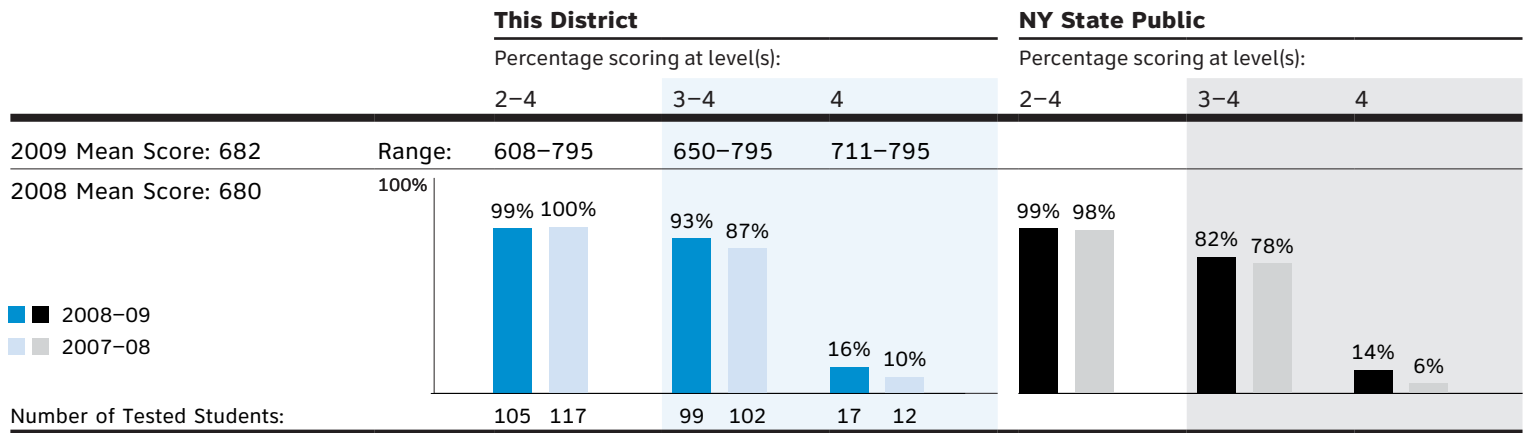 This District NY State Public
Percentage scoring at level(s): Percentage scoring at level(s):
2–4 3–4 4 2–4 3–4 4
2009 Mean Score: 682 Range: 608–795 650–795 711–795
2008 Mean Score: 680 100%
99% 100% 93% 87% 16% 10% 99% 98% 82% 78% 14% 6%
2008–09
2007–08
Number of Tested Students: 105 117 99 102 17 12